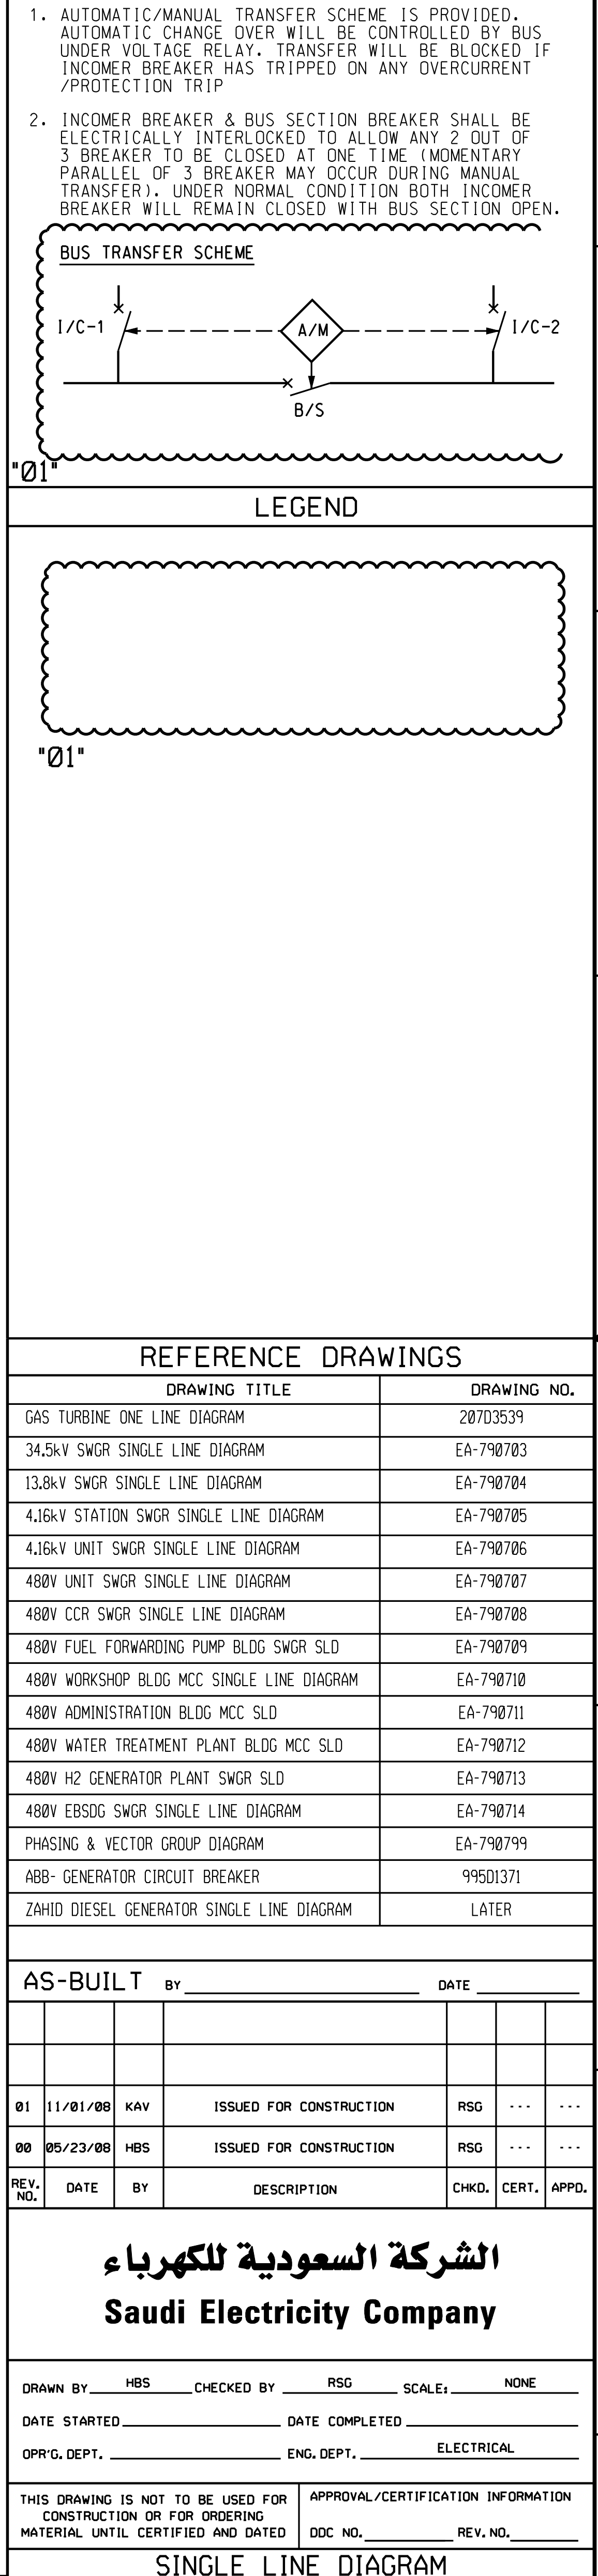 1. AUTOMATIC/MANUAL TRANSFER SCHEME IS PROVIDED.
AUTOMATIC CHANGE OVER WILL BE CONTROLLED BY BUS
UNDER VOLTAGE RELAY. TRANSFER WILL BE BLOCKED IF
INCOMER BREAKER HAS TRIPPED ON ANY OVERCURRENT
/PROTECTION TRIP
2. INCOMER BREAKER & BUS SECTION BREAKER SHALL BE
ELECTRICALLY INTERLOCKED TO ALLOW ANY 2 OUT OF
3 BREAKER TO BE CLOSED AT ONE TIME (MOMENTARY
PARALLEL OF 3 BREAKER MAY OCCUR DURING MANUAL
TRANSFER). UNDER NORMAL CONDITION BOTH INCOMER
BREAKER WILL REMAIN CLOSED WITH BUS SECTION OPEN.
BUS TRANSFER SCHEME
I/C-1 A/M I/C-2
B/S
"01"
LEGEND
"01"
REFERENCE DRAWINGS
DRAWING TITLE DRAWING NO.
GAS TURBINE ONE LINE DIAGRAM 207D3539
34.5kV SWGR SINGLE LINE DIAGRAM EA-790703
13.8kV SWGR SINGLE LINE DIAGRAM EA-790704
4.16kV STATION SWGR SINGLE LINE DIAGRAM EA-790705
4.16kV UNIT SWGR SINGLE LINE DIAGRAM EA-790706
480V UNIT SWGR SINGLE LINE DIAGRAM EA-790707
480V CCR SWGR SINGLE LINE DIAGRAM EA-790708
480V FUEL FORWARDING PUMP BLDG SWGR SLD EA-790709
480V WORKSHOP BLDG MCC SINGLE LINE DIAGRAM EA-790710
480V ADMINISTRATION BLDG MCC SLD EA-790711
480V WATER TREATMENT PLANT BLDG MCC SLD EA-790712
480V H2 GENERATOR PLANT SWGR SLD EA-790713
480V EBSDG SWGR SINGLE LINE DIAGRAM EA-790714
PHASING & VECTOR GROUP DIAGRAM EA-790799
ABB- GENERATOR CIRCUIT BREAKER 995D1371
ZAHID DIESEL GENERATOR SINGLE LINE DIAGRAM LATER
AS-BUILT BY DATE
01 11/01/08 KAV ISSUED FOR CONSTRUCTION RSG --- ---
00 05/23/08 HBS ISSUED FOR CONSTRUCTION RSG --- ---
REV. NO. DATE BY DESCRIPTION CHKD. CERT. APPD.
الشركة السعودية للكهرباء
Saudi Electricity Company
DRAWN BY HBS CHECKED BY RSG SCALE: NONE
DATE STARTED DATE COMPLETED
OPR'G. DEPT. ENG. DEPT. ELECTRICAL
THIS DRAWING IS NOT TO BE USED FOR
CONSTRUCTION OR FOR ORDERING
MATERIAL UNTIL CERTIFIED AND DATED
APPROVAL/CERTIFICATION INFORMATION
DDC NO. REV. NO.
SINGLE LINE DIAGRAM